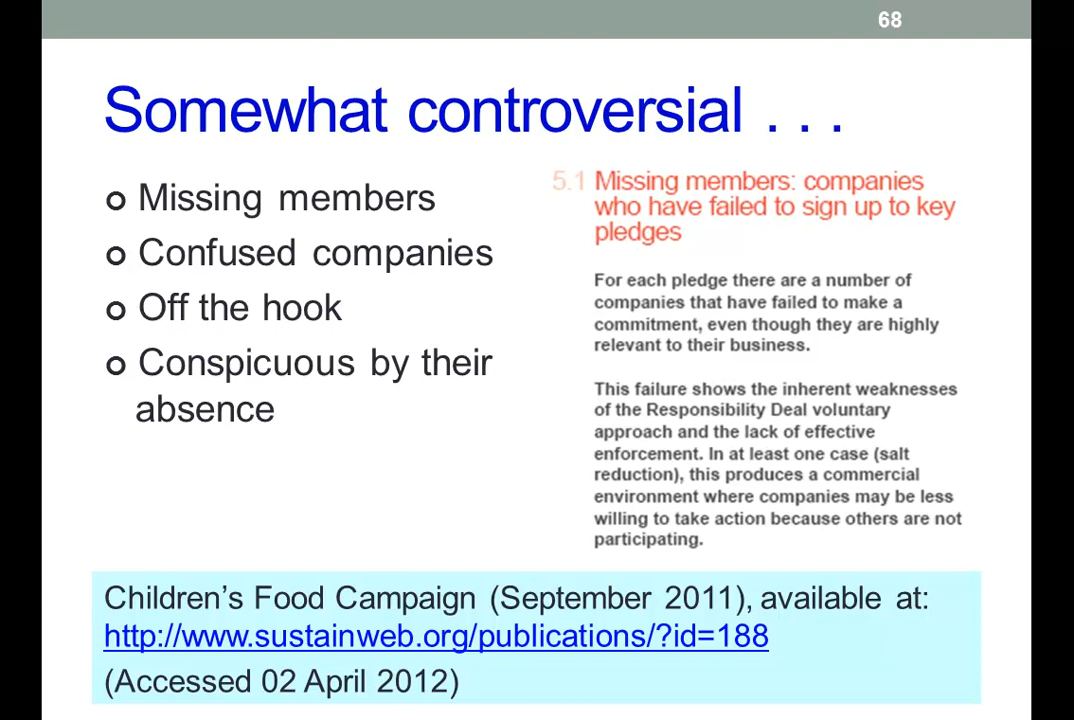 68
Somewhat controversial . . .
Missing members
Confused companies
Off the hook
Conspicuous by their
absence
5.1 Missing members: companies
who have failed to sign up to key
pledges
For each pledge there are a number of
companies that have failed to make a
commitment, even though they are highly
relevant to their business.
This failure shows the inherent weaknesses
of the Responsibility Deal voluntary
approach and the lack of effective
enforcement. In at least one case (salt
reduction), this produces a commercial
environment where companies may be less
willing to take action because others are not
participating.
Children’s Food Campaign (September 2011), available at:
http://www.sustainweb.org/publications/?id=188
(Accessed 02 April 2012)